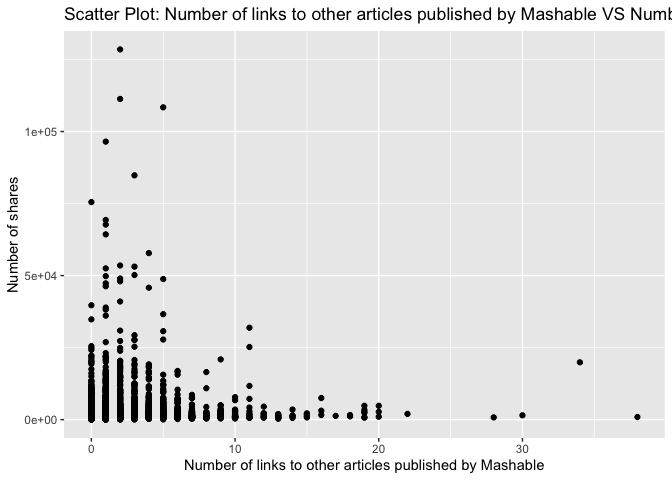 Scatter Plot: Number of links to other articles published by Mashable VS Numb
Number of shares
1e+05
5e+04
0e+00
0 10 20 30
Number of links to other articles published by Mashable